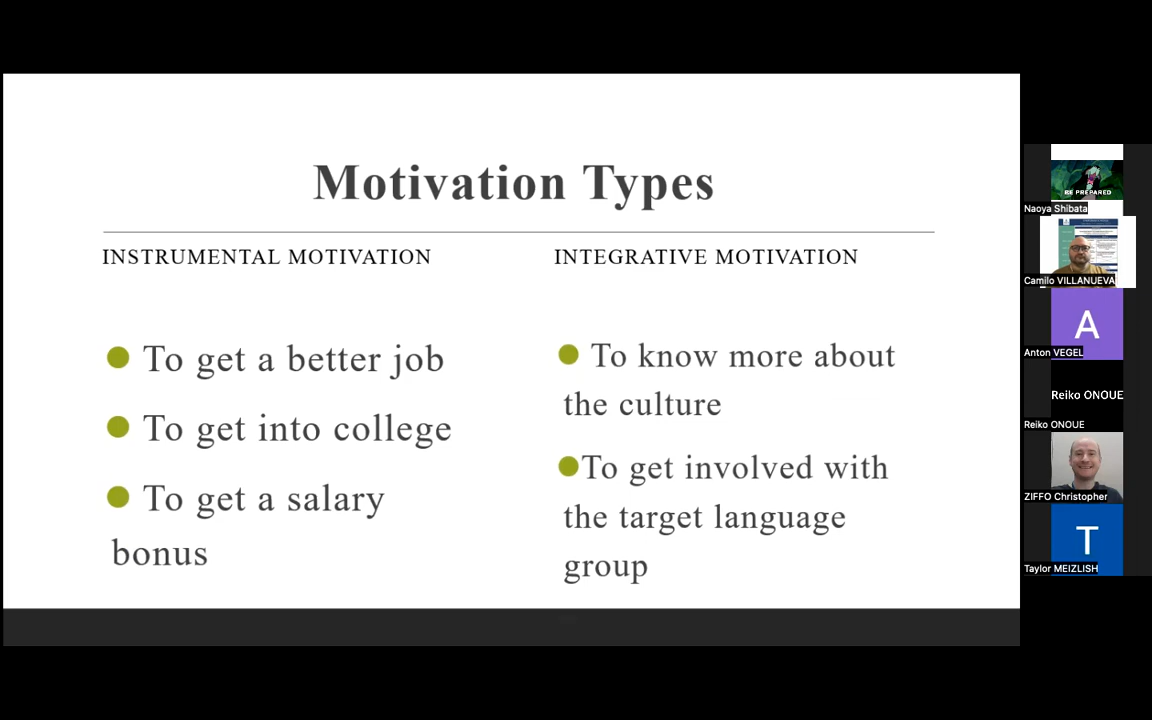 Motivation Types
INSTRUMENTAL MOTIVATION
To get a better job
To get into college
To get a salary
bonus
INTEGRATIVE MOTIVATION
To know more about
the culture
To get involved with
the target language
group
BE PREPARED
Naoya Shibata
Camilo VILLANUEVA
A
Anton VEGEL
Reiko ONOUE
Reiko ONOUE
ZIFFO Christopher
T
Taylor MEIZLISH